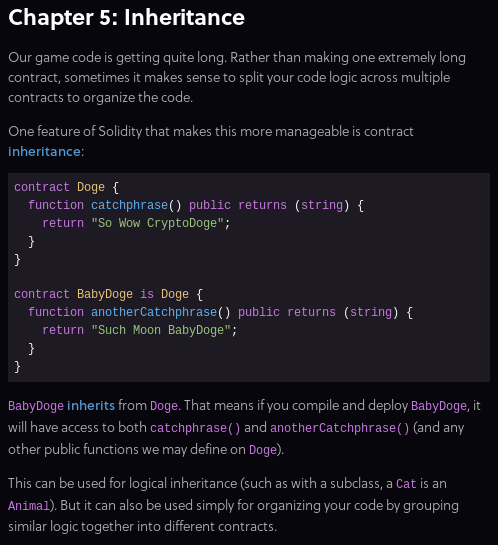 Chapter 5: Inheritance
Our game code is getting quite long. Rather than making one extremely long
contract, sometimes it makes sense to split your code logic across multiple
contracts to organize the code.
One feature of Solidity that makes this more manageable is contract
inheritance:
contract Doge {
  function catchphrase() public returns (string) {
    return "So Wow CryptoDoge";
  }
}
contract BabyDoge is Doge {
  function anotherCatchphrase() public returns (string) {
    return "Such Moon BabyDoge";
  }
}
BabyDoge inherits from Doge. That means if you compile and deploy BabyDoge, it
will have access to both catchphrase() and anotherCatchphrase() (and any
other public functions we may define on Doge).
This can be used for logical inheritance (such as with a subclass, a Cat is an
Animal). But it can also be used simply for organizing your code by grouping
similar logic together into different contracts.